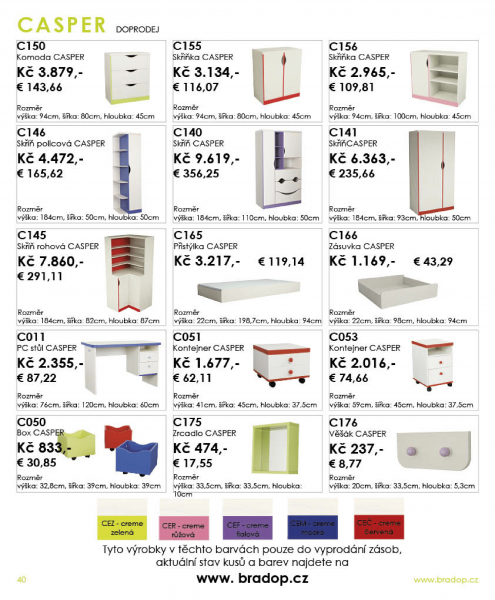 CASPER DOPRODEJ
C150
Komoda CASPER
Kč 3.879,-
€ 143,66
Rozměr
výška: 94cm, šířka: 80cm, hloubka: 45cm
C155
Skříňka CASPER
Kč 3.134,-
€ 116,07
Rozměr
výška: 94cm, šířka: 80cm, hloubka: 45cm
C156
Skříňka CASPER
Kč 2.965,-
€ 109,81
Rozměr
výška: 94cm, šířka: 100cm, hloubka: 45cm
C146
Skříň policová CASPER
Kč 4.472,-
€ 165,62
Rozměr
výška: 184cm, šířka: 50cm, hloubka: 50cm
C140
Skříň CASPER
Kč 9.619,-
€ 356,25
Rozměr
výška: 184cm, šířka: 110cm, hloubka: 50cm
C141
SkříňCASPER
Kč 6.363,-
€ 235,66
Rozměr
výška: 184cm, šířka: 93cm, hloubka: 50cm
C145
Skříň rohová CASPER
Kč 7.860,-
€ 291,11
Rozměr
výška: 184cm, šířka: 82cm, hloubka: 87cm
C165
Přistýlka CASPER
Kč 3.217,- € 119,14
Rozměr
výška: 22cm, šířka: 198,7cm, hloubka: 94cm
C166
Zásuvka CASPER
Kč 1.169,- € 43,29
Rozměr
výška: 22cm, šířka: 98cm, hloubka: 94cm
C011
PC stůl CASPER
Kč 2.355,-
€ 87,22
Rozměr
výška: 76cm, šířka: 120cm, hloubka: 60cm
C051
Kontejner CASPER
Kč 1.677,-
€ 62,11
Rozměr
výška: 41cm, šířka: 45cm, hloubka: 37,5cm
C053
Kontejner CASPER
Kč 2.016,-
€ 74,66
Rozměr
výška: 59cm, šířka: 45cm, hloubka: 37,5cm
C050
Box CASPER
Kč 833,-
€ 30,85
Rozměr
výška: 32,8cm, šířka: 39cm, hloubka: 39cm
C175
Zrcadlo CASPER
Kč 474,-
€ 17,55
Rozměr
výška: 33,5cm, šířka: 33,5cm, hloubka:
10cm
C176
Věšák CASPER
Kč 237,-
€ 8,77
Rozměr
výška: 20cm, šířka: 33,5cm, hloubka: 5,3cm
CEZ - creme
zelená
CER - creme
růžová
CEF - creme
fialová
CEM - creme
modrá
CEČ - creme
červená
Tyto výrobky v těchto barvách pouze do vyprodání zásob,
aktuální stav kusů a barev najdete na
www. bradop.cz
40
www.bradop.cz